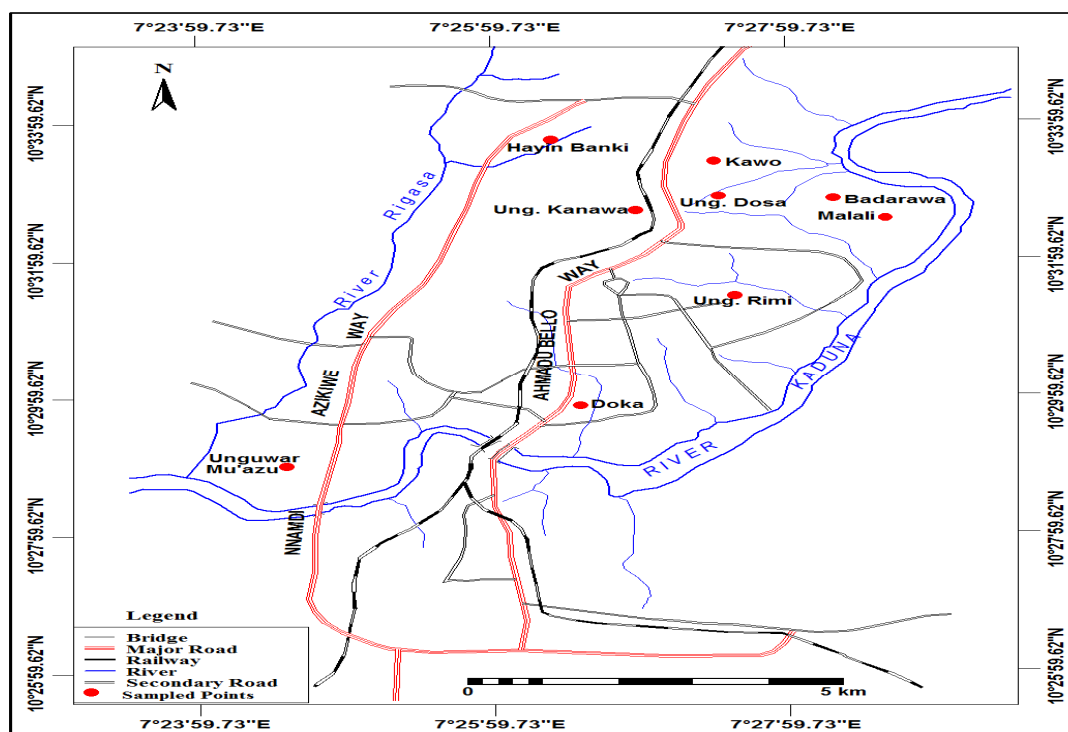 7°23'59.73"E 7°25'59.73"E 7°27'59.73"E
N
10°33'59.62"N 10°33'59.62"N
Hayin Banki
Kawo
Rigasa
Ung. Dosa
Badarawa
Ung. Kanawa
Malali
10°31'59.62"N 10°31'59.62"N
WAY
River
Ung. Rimi
WAY
AHMADU BELLO
KADUNA
AZIKIWE
10°29'59.62"N 10°29'59.62"N
Doka
Unguwar
Mu'azu
RIVER
NNAMDI
10°27'59.62"N 10°27'59.62"N
Legend
Bridge
Major Road
Railway
River
Secondary Road
Sampled Points
10°25'59.62"N 10°25'59.62"N
0 5 km
7°23'59.73"E 7°25'59.73"E 7°27'59.73"E